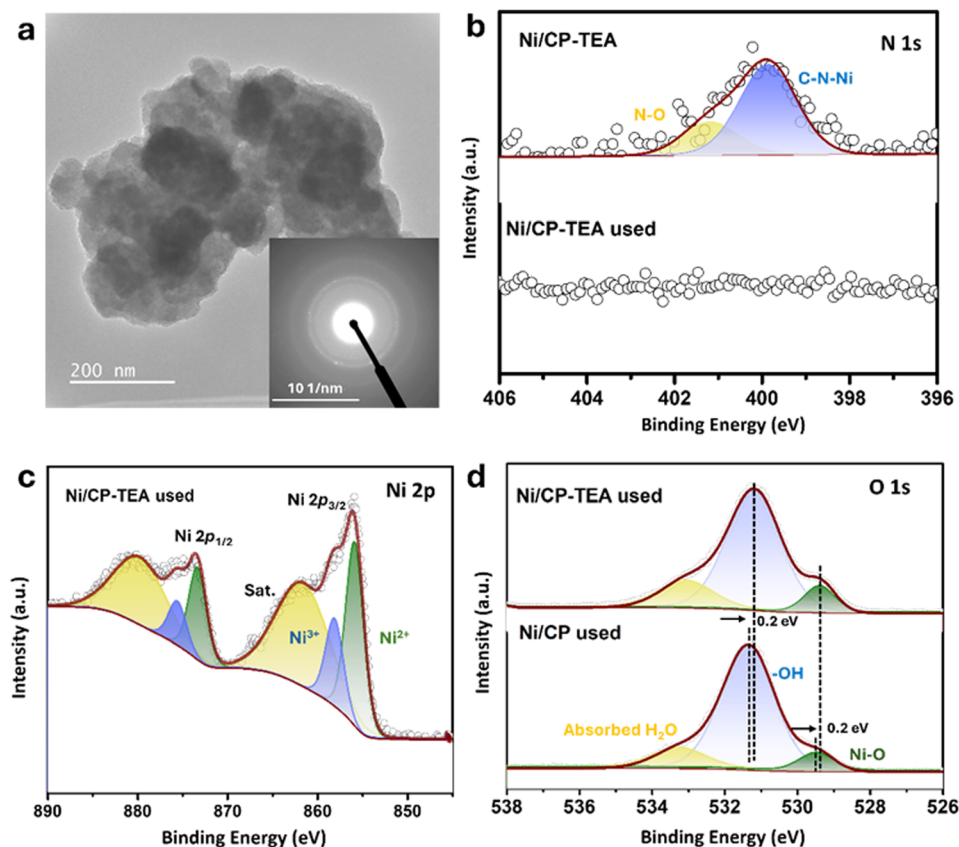 a
200 nm
10 1/nm
b
Ni/CP-TEA
N 1s
C-N-Ni
N-O
Ni/CP-TEA used
Intensity (a.u.)
406 404 402 400 398 396
Binding Energy (eV)
c
Ni/CP-TEA used
Ni 2p
Ni 2p3/2
Ni 2p1/2
Sat.
Ni3+
Ni2+
Intensity (a.u.)
890 880 870 860 850
Binding Energy (eV)
d
O 1s
Ni/CP-TEA used
0.2 eV
Ni/CP used
-OH
0.2 eV
Absorbed H2O
Ni-O
Intensity (a.u.)
538 536 534 532 530 528 526
Binding Energy (eV)